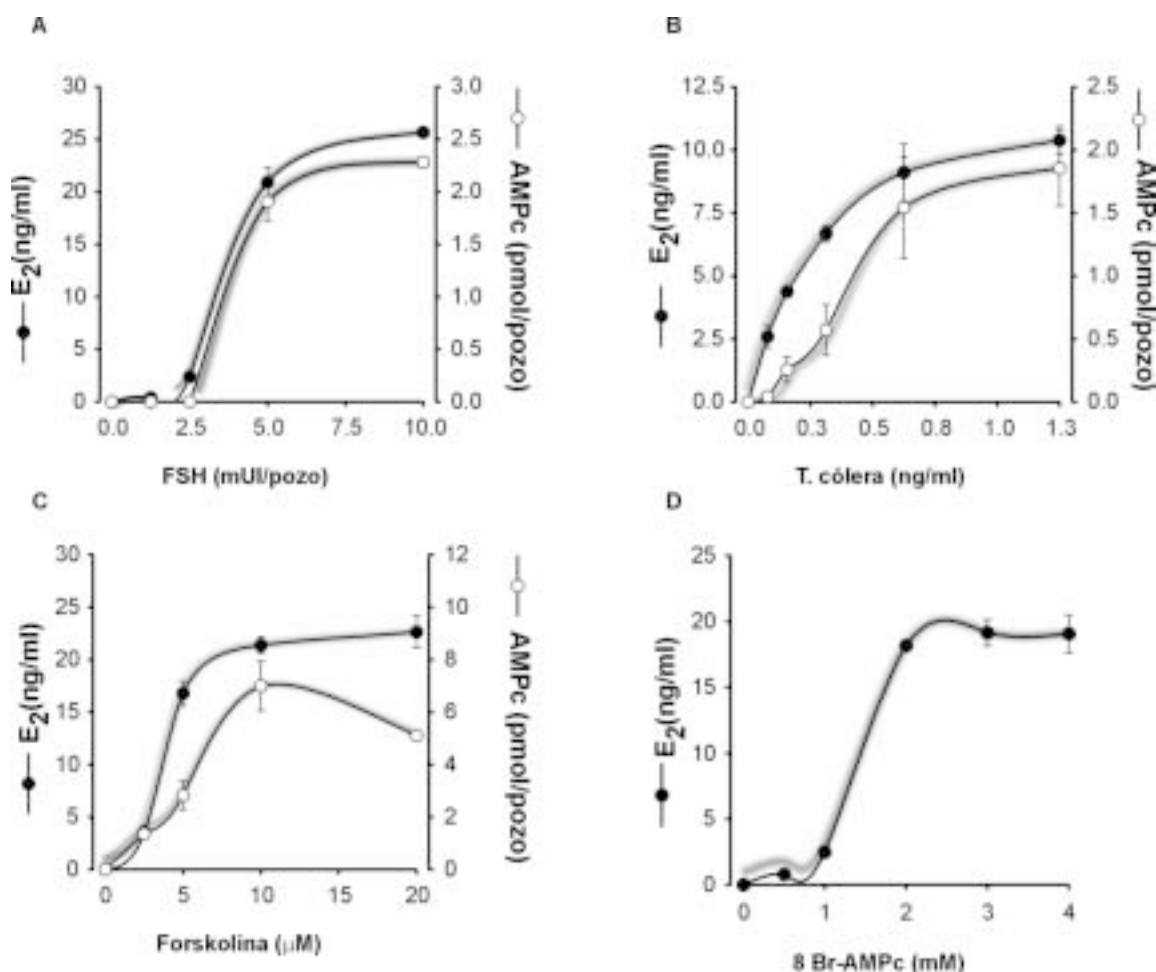 A
30
25
20
15
10
5
0
E2(ng/ml)
3.0
2.5
2.0
1.5
1.0
0.5
0.0
AMPc (pmol/pozo)
0.0 2.5 5.0 7.5 10.0
FSH (mUI/pozo)
B
12.5
10.0
7.5
5.0
2.5
0.0
E2(ng/ml)
2.5
2.0
1.5
1.0
0.5
0.0
AMPc (pmol/pozo)
0.0 0.3 0.6 0.8 1.0 1.3
T. cólera (ng/ml)
C
30
25
20
15
10
5
0
E2(ng/ml)
12
10
8
6
4
2
0
AMPc (pmol/pozo)
0 5 10 20
Forskolina (μM)
D
25
20
15
10
5
0
E2(ng/ml)
0 1 2 3 4
8 Br-AMPc (mM)